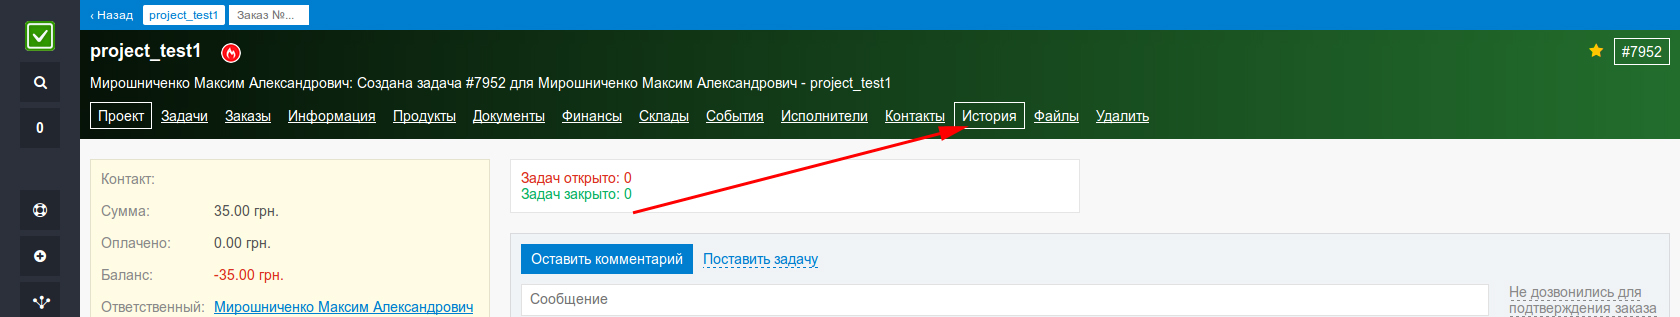 ‹ Назад project_test1 Заказ №...
project_test1
#7952
Мирошниченко Максим Александрович: Создана задача #7952 для Мирошниченко Максим Александрович - project_test1
Проект Задачи Заказы Информация Продукты Документы Финансы Склады События Исполнители Контакты История Файлы Удалить
0
Контакт:
Сумма: 35.00 грн.
Оплачено: 0.00 грн.
Баланс: -35.00 грн.
Ответственный: Мирошниченко Максим Александрович
Задач открыто: 0
Задач закрыто: 0
Оставить комментарий Поставить задачу
Сообщение
Не дозвонились для
подтверждения заказа